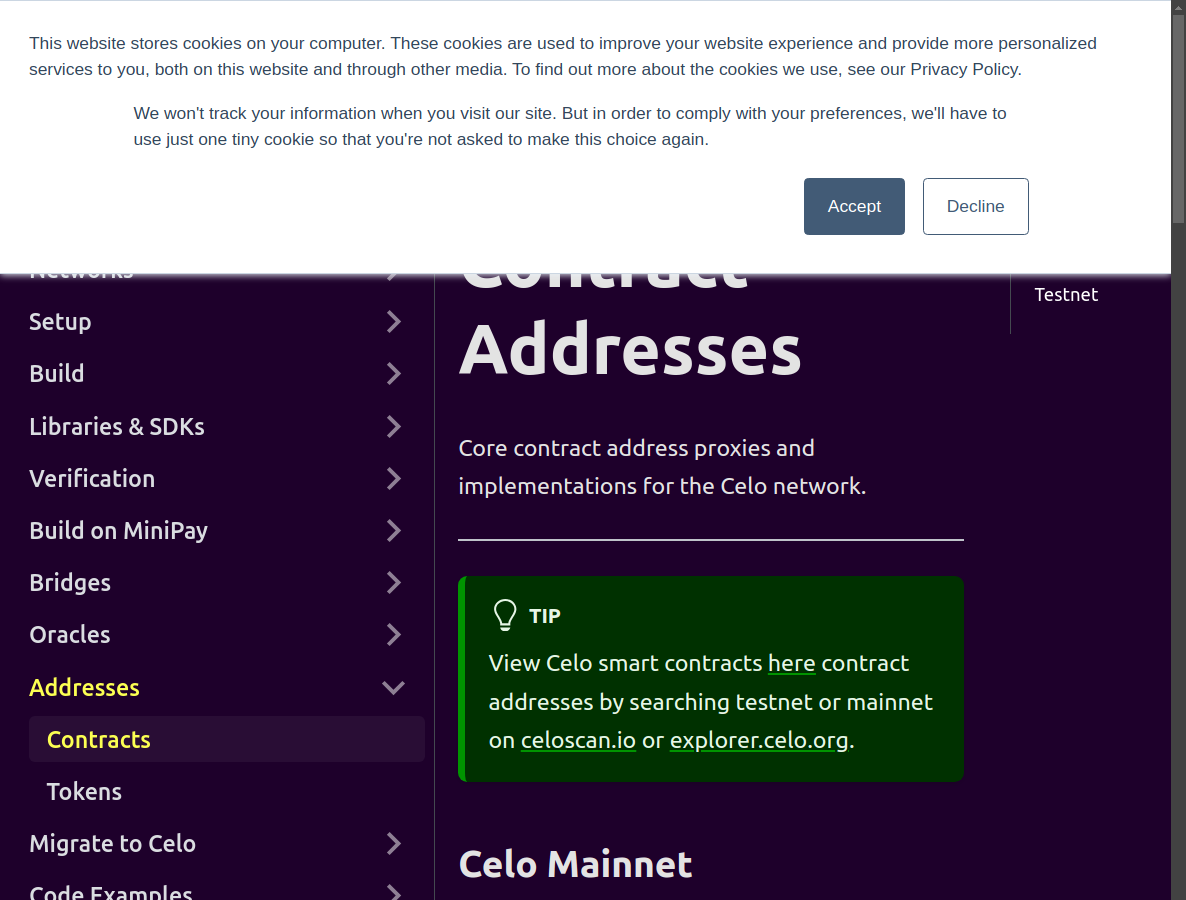 This website stores cookies on your computer. These cookies are used to improve your website experience and provide more personalized
services to you, both on this website and through other media. To find out more about the cookies we use, see our Privacy Policy.
We won't track your information when you visit our site. But in order to comply with your preferences, we'll have to
use just one tiny cookie so that you're not asked to make this choice again.
Accept
Decline
Networks
Setup
Build
Libraries & SDKs
Verification
Build on MiniPay
Bridges
Oracles
Addresses
Contracts
Tokens
Migrate to Celo
Code Examples
Contract
Addresses
Core contract address proxies and
implementations for the Celo network.
TIP
View Celo smart contracts here contract
addresses by searching testnet or mainnet
on celoscan.io or explorer.celo.org.
Celo Mainnet
Testnet